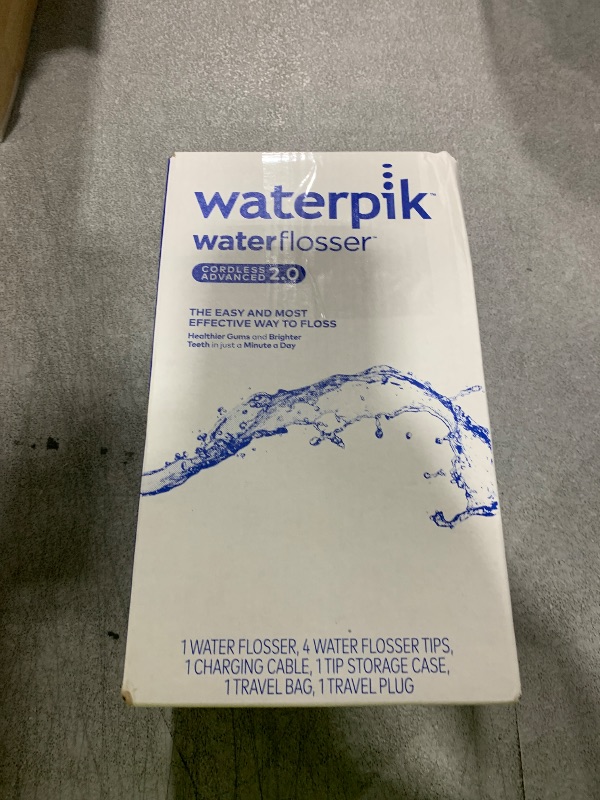 waterpik™
waterflosser™
CORDLESS
ADVANCED 2.0
THE EASY AND MOST
EFFECTIVE WAY TO FLOSS
Healthier Gums and Brighter
Teeth in just a Minute a Day
1 WATER FLOSSER, 4 WATER FLOSSER TIPS,
1 CHARGING CABLE, 1 TIP STORAGE CASE,
1 TRAVEL BAG, 1 TRAVEL PLUG